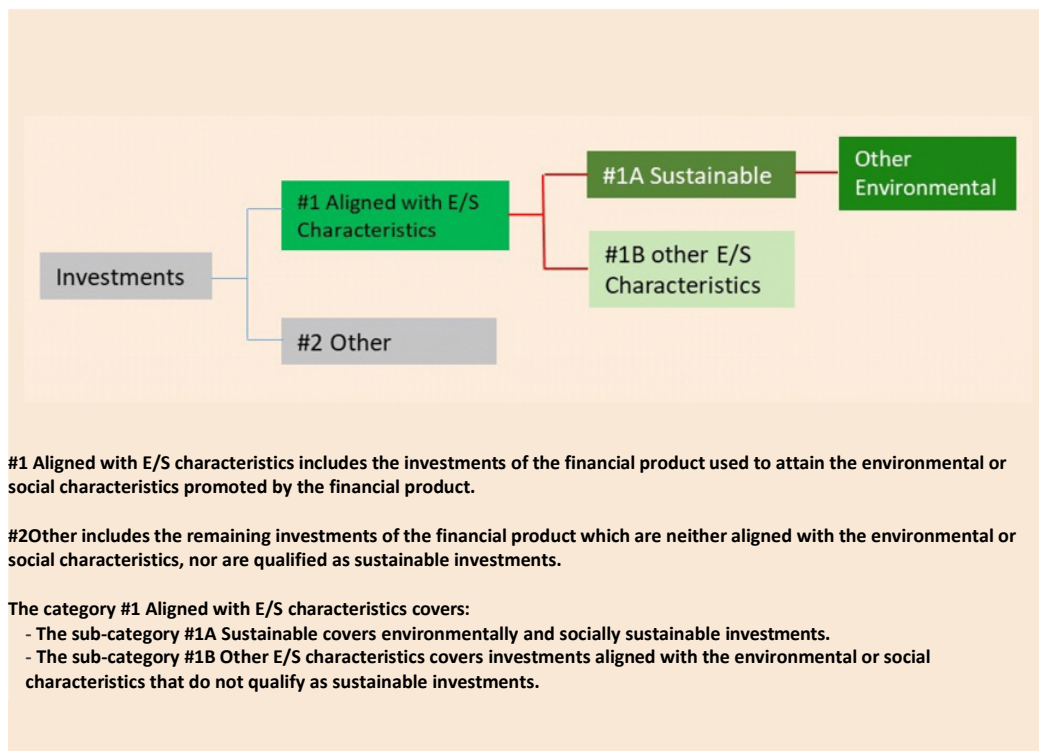 Investments
#1 Aligned with E/S
Characteristics
#2 Other
#1A Sustainable
#1B other E/S
Characteristics
Other
Environmental
#1 Aligned with E/S characteristics includes the investments of the financial product used to attain the environmental or
social characteristics promoted by the financial product.
#2Other includes the remaining investments of the financial product which are neither aligned with the environmental or
social characteristics, nor are qualified as sustainable investments.
The category #1 Aligned with E/S characteristics covers:
- The sub-category #1A Sustainable covers environmentally and socially sustainable investments.
- The sub-category #1B Other E/S characteristics covers investments aligned with the environmental or social
characteristics that do not qualify as sustainable investments.